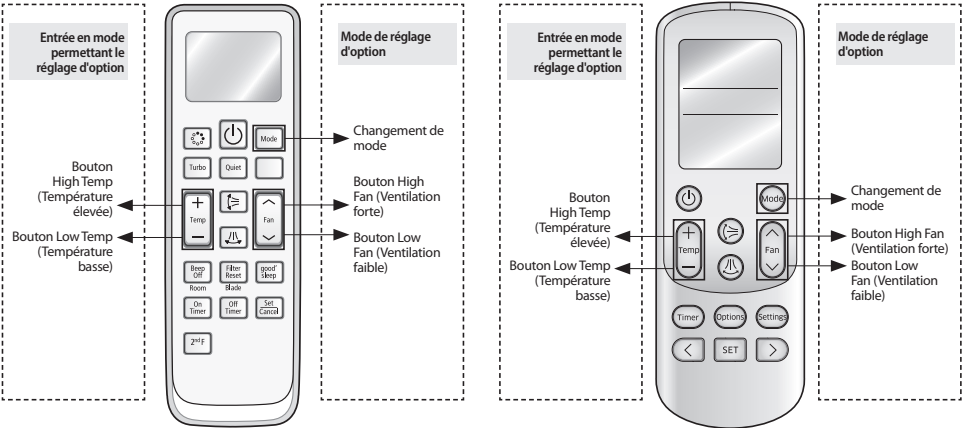 Entrée en mode
permettant le
réglage d'option
Bouton
High Temp
(Température
élevée)
Bouton Low Temp
(Température
basse)
Mode
Turbo
Quiet
+
Temp
−
Fan
Beep
Off
Filter
Reset
good'
sleep
Room
Blade
On
Timer
Off
Timer
Set
Cancel
2nd F
Mode de réglage
d'option
Changement de
mode
Bouton High
Fan (Ventilation
forte)
Bouton Low
Fan (Ventilation
faible)
Entrée en mode
permettant le
réglage d'option
Bouton
High Temp
(Température
élevée)
Bouton Low Temp
(Température
basse)
Mode
+
Temp
−
Fan
Timer
Options
Settings
SET
Mode de réglage
d'option
Changement de
mode
Bouton High Fan
(Ventilation forte)
Bouton Low
Fan (Ventilation
faible)